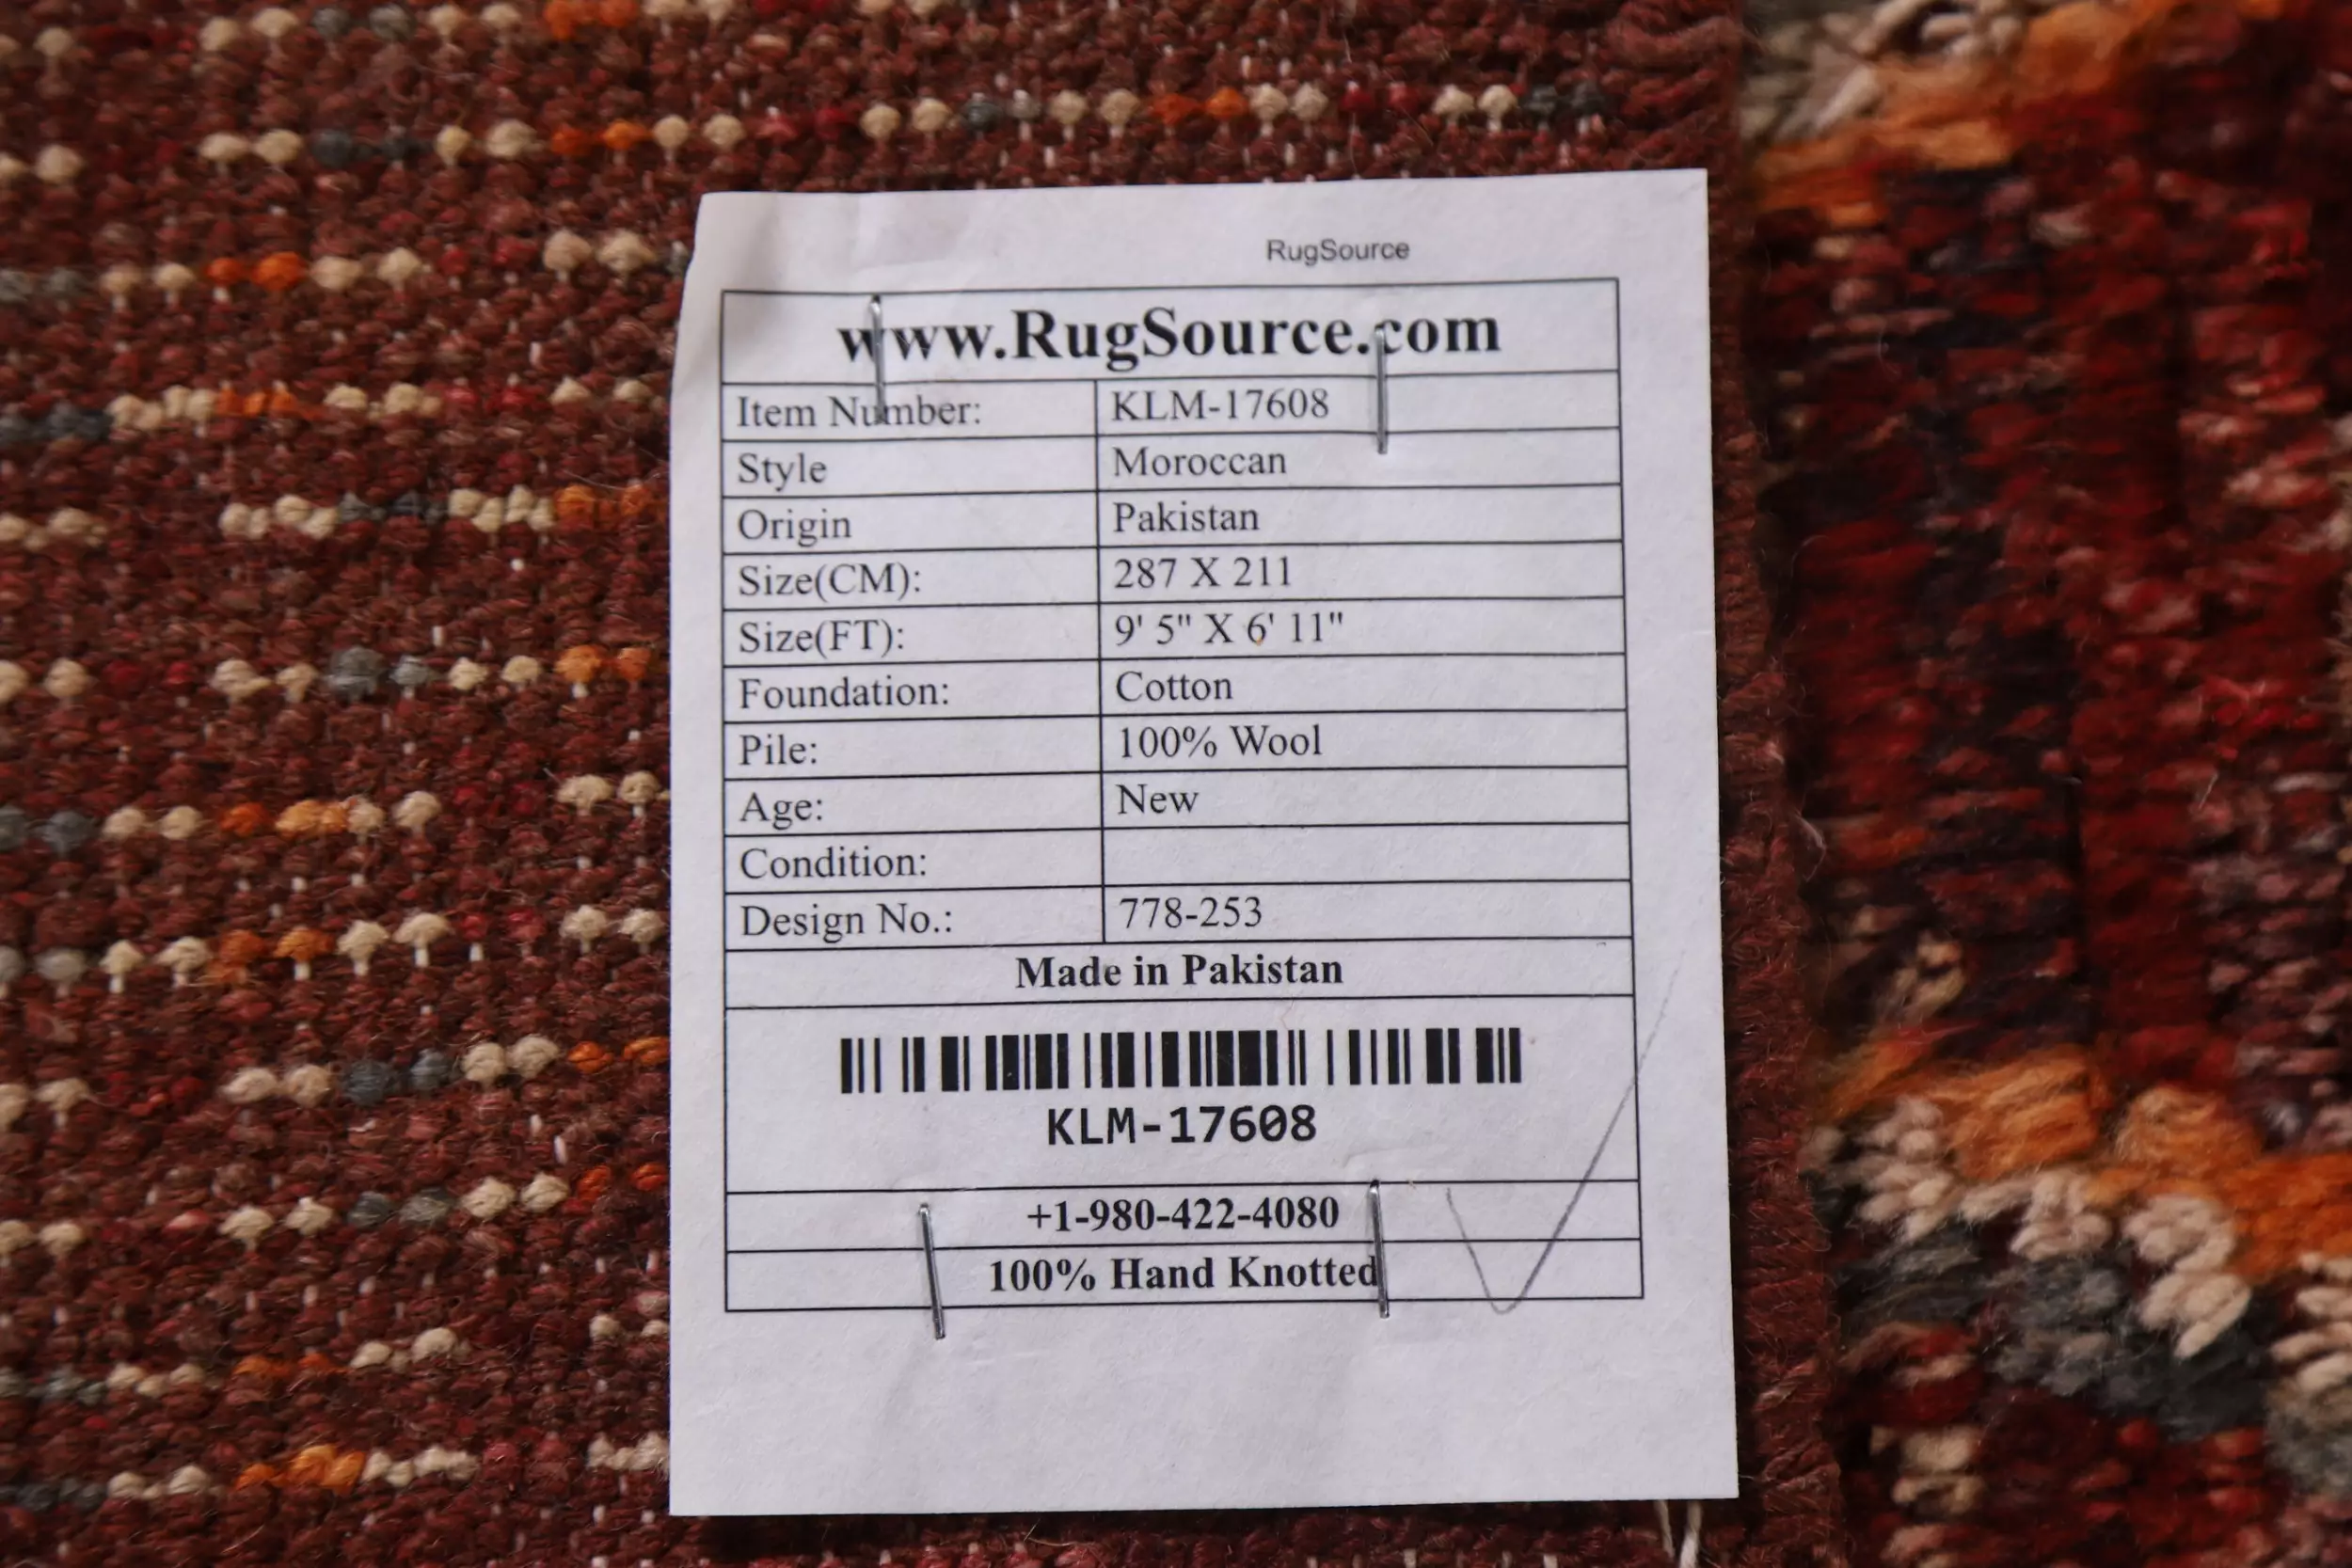 RugSource
www.RugSource.com
Item Number: KLM-17608
Style Moroccan
Origin Pakistan
Size(CM): 287 X 211
Size(FT): 9' 5" X 6' 11"
Foundation: Cotton
Pile: 100% Wool
Age: New
Condition:
Design No.: 778-253
Made in Pakistan
KLM-17608
+1-980-422-4080
100% Hand Knotted